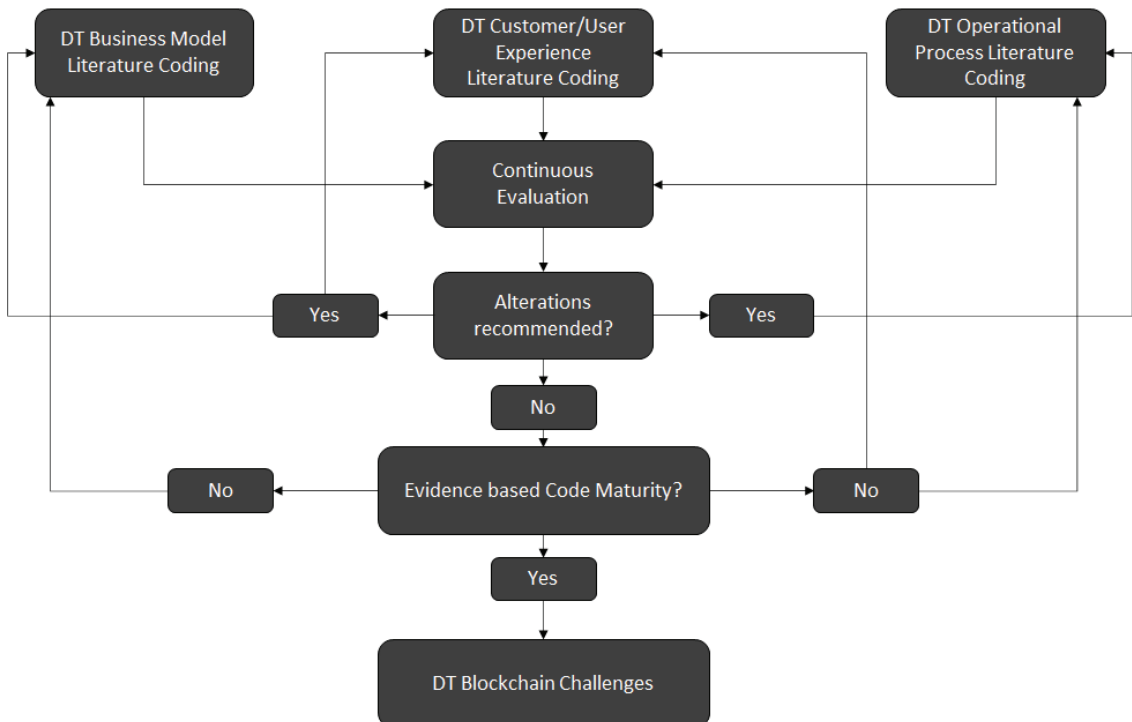 DT Business Model
Literature Coding
DT Customer/User
Experience
Literature Coding
DT Operational
Process Literature
Coding
Continuous
Evaluation
Yes
Alterations
recommended?
Yes
No
No
Evidence based Code Maturity?
No
Yes
DT Blockchain Challenges